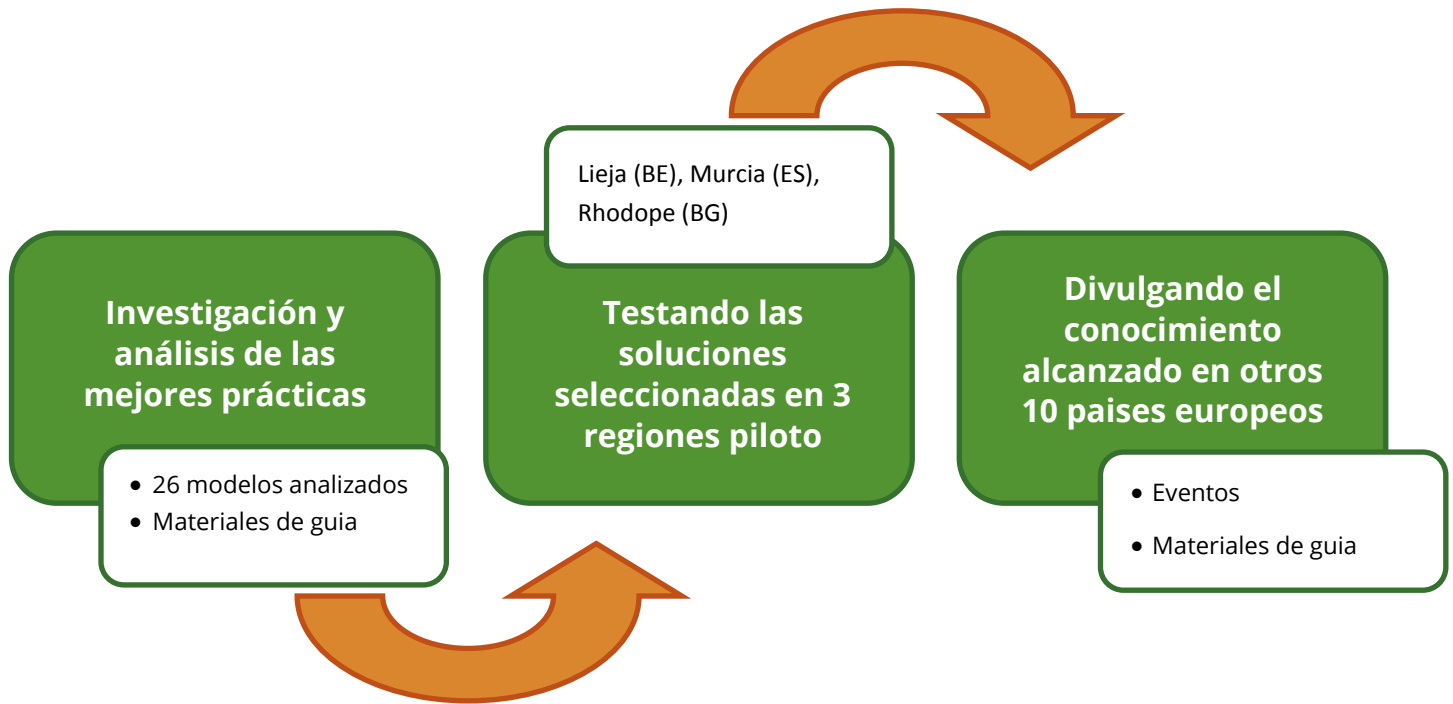 Investigación y
análisis de las
mejores prácticas
• 26 modelos analizados
• Materiales de guia
Lieja (BE), Murcia (ES),
Rhodope (BG)
Testando las
soluciones
seleccionadas en 3
regiones piloto
Divulgando el
conocimiento
alcanzado en otros
10 paises europeos
• Eventos
• Materiales de guia